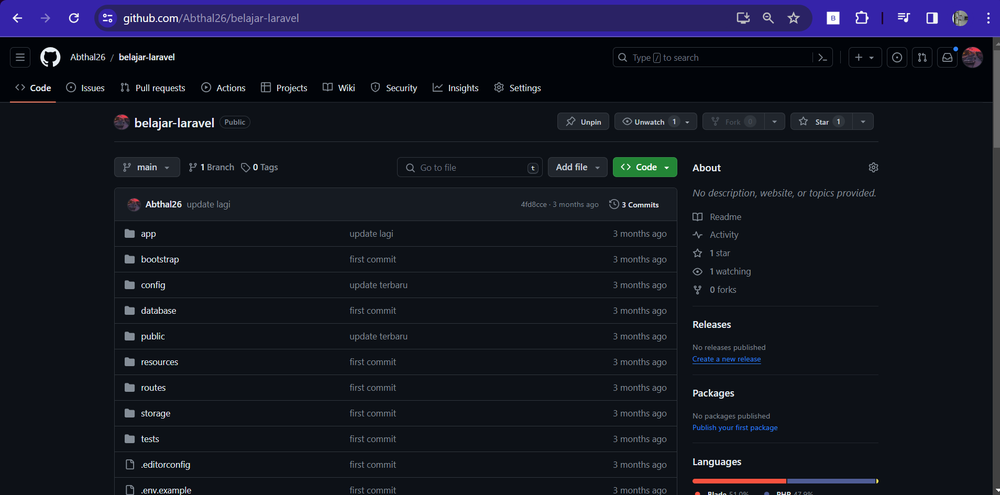 github.com/Abthal26/belajar-laravel
B
Abthal26 / belajar-laravel
Type / to search
Code Issues Pull requests Actions Projects Wiki Security Insights Settings
belajar-laravel Public
Unpin Unwatch 1 Fork 0 Star 1
main 1 Branch 0 Tags Go to file t Add file Code
Abthal26 update lagi 4fd8cce · 3 months ago 3 Commits
app update lagi 3 months ago
bootstrap first commit 3 months ago
config update terbaru 3 months ago
database first commit 3 months ago
public update terbaru 3 months ago
resources first commit 3 months ago
routes first commit 3 months ago
storage first commit 3 months ago
tests first commit 3 months ago
.editorconfig first commit 3 months ago
.env.example first commit 3 months ago
About
No description, website, or topics provided.
Readme
Activity
1 star
1 watching
0 forks
Releases
No releases published
Create a new release
Packages
No packages published
Publish your first package
Languages
Blade 51.0% PHP 47.9%